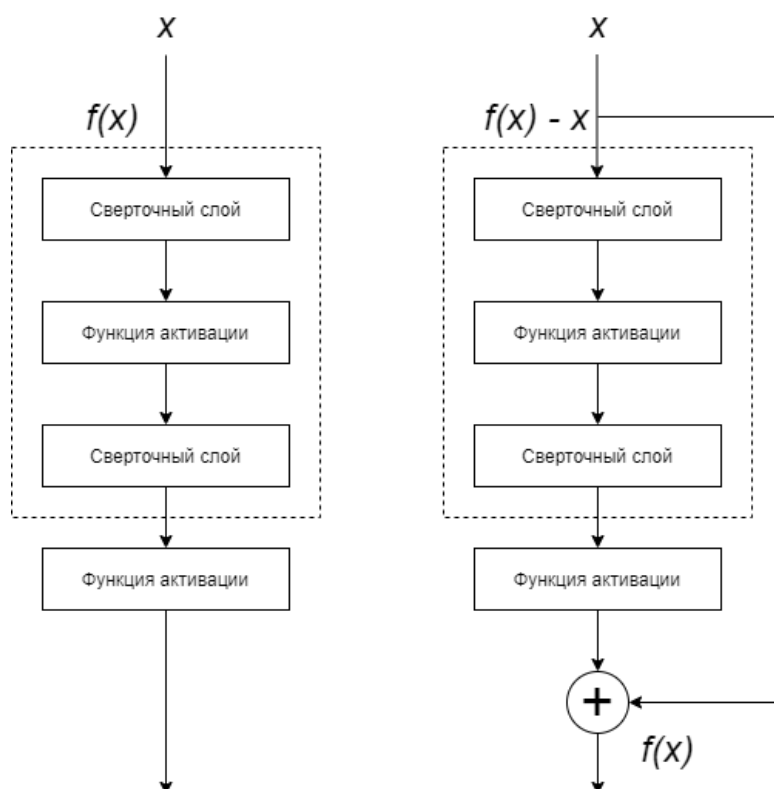 x
f(x)
Сверточный слой
Функция активации
Сверточный слой
Функция активации
x
f(x) - x
Сверточный слой
Функция активации
Сверточный слой
Функция активации
+
f(x)